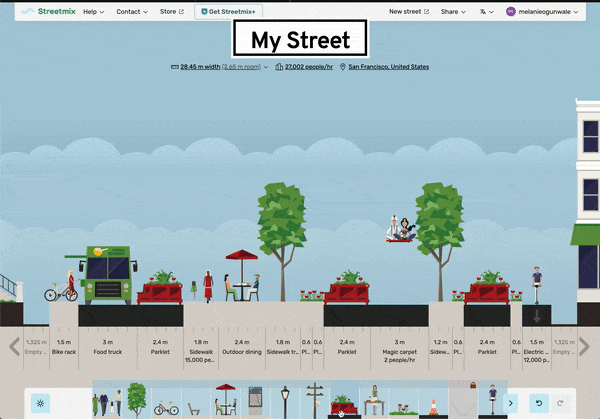 Streetmix Help Contact Store Get Streetmix+ New street Share melanieogunwale
My Street
28.45 m width (2.65 m room) 27,002 people/hr San Francisco, United States
1.325 m 1.5 m 3 m 2.4 m 1.8 m 2.4 m 1.8 m 0.6 0.6 2.4 m 3 m 1.2 m 2.4 m 0.6 1.5 m 1.325 m
Empty ... Bike rack Food truck Parklet Sidewalk Outdoor dining Sidewalk tr... Pl... Pl... Parklet Magic carpet Sidew... Parklet Pl... Electric ... Empty ...
15,000 pe... 2 people/hr 12,000 p...